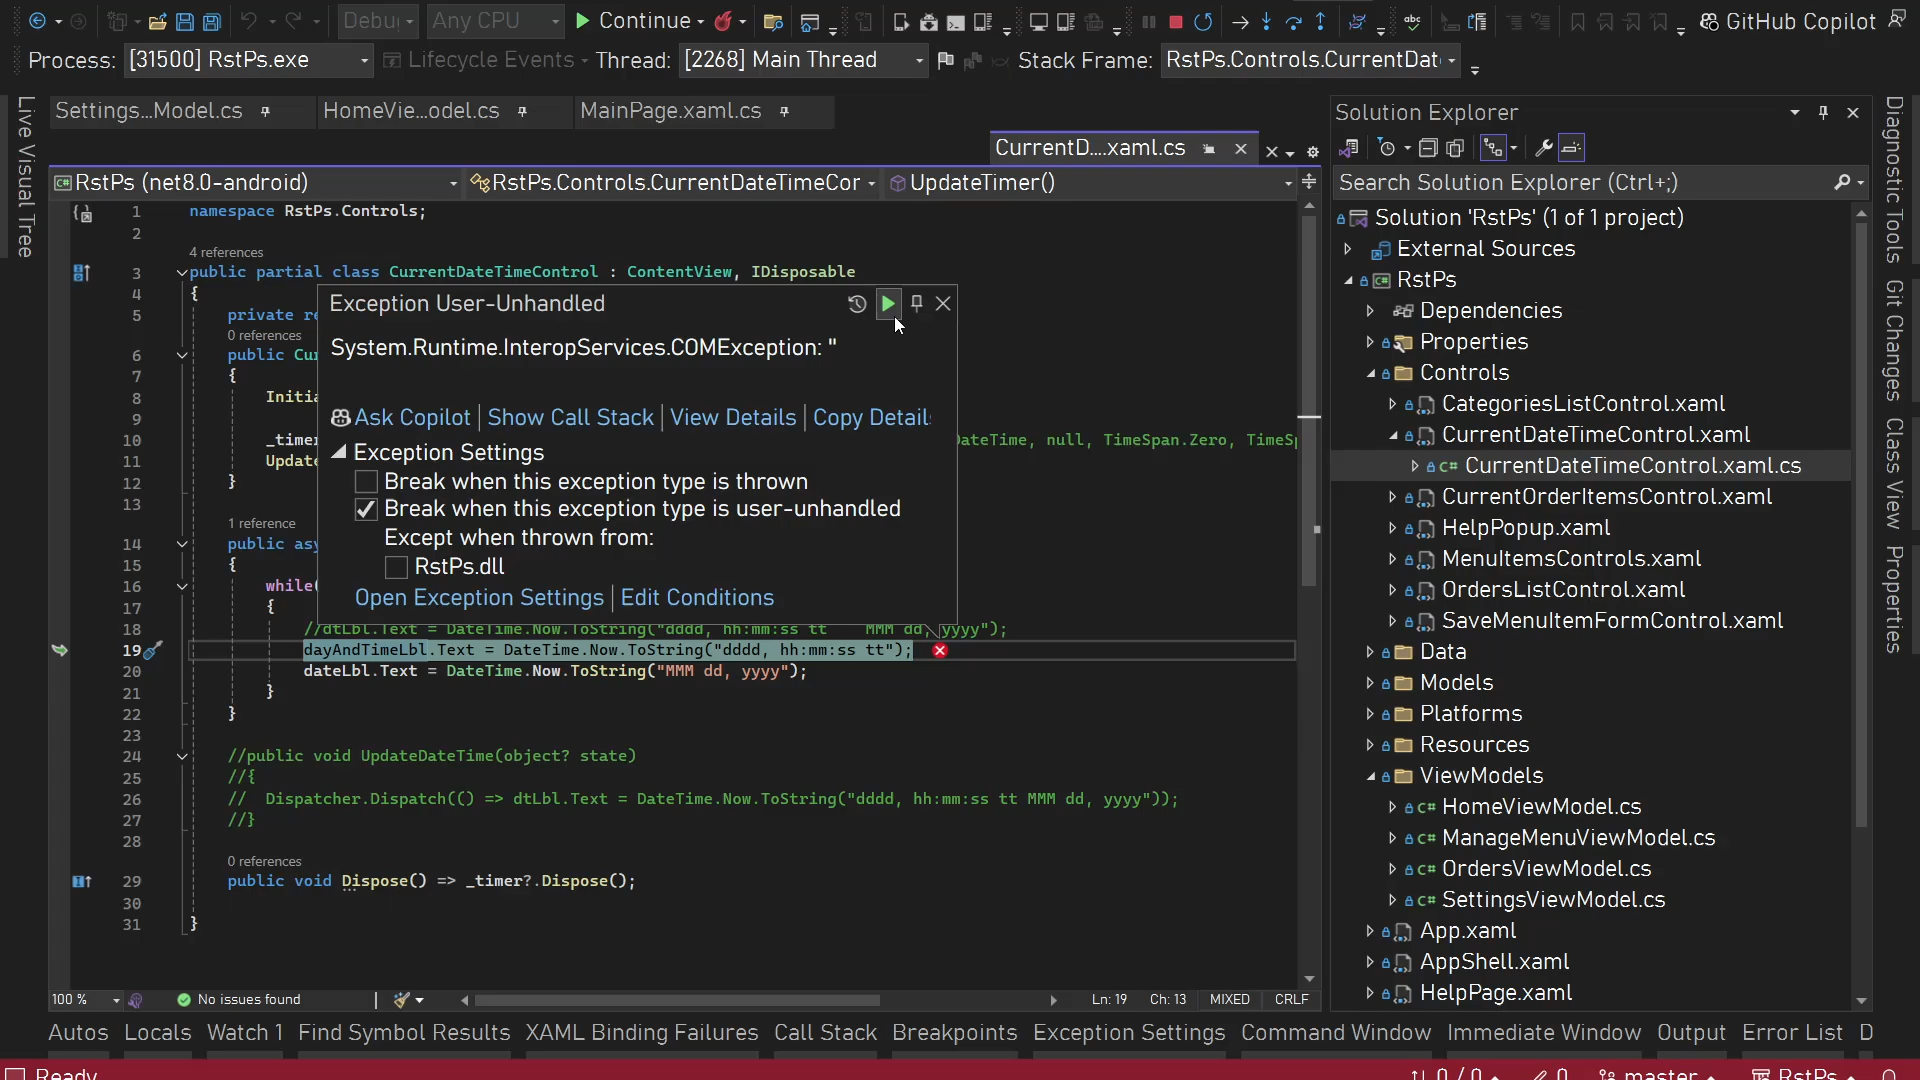 Debug Any CPU Continue GitHub Copilot
Process: [31500] RstPs.exe Lifecycle Events Thread: [2268] Main Thread Stack Frame: RstPs.Controls.CurrentDat
Live Visual Tree
Settings...Model.cs HomeVie...odel.cs MainPage.xaml.cs
CurrentD....xaml.cs
RstPs (net8.0-android) RstPs.Controls.CurrentDateTimeCor UpdateTimer()
1 namespace RstPs.Controls;
2
4 references
3 public partial class CurrentDateTimeControl : ContentView, IDisposable
4 {
5 private re
0 references
6 public Cu
7 {
8 Initia
9
10 _timer DateTime, null, TimeSpan.Zero, TimeSp
11 Update
12 }
13
1 reference
14 public asy
15 {
16 while(
17 {
18 //dtLbl.Text = DateTime.Now.ToString("dddd, hh:mm:ss tt MMM dd, yyyy");
19 dayAndTimeLbl.Text = DateTime.Now.ToString("dddd, hh:mm:ss tt");
20 dateLbl.Text = DateTime.Now.ToString("MMM dd, yyyy");
21 }
22 }
23
24 //public void UpdateDateTime(object? state)
25 //{
26 // Dispatcher.Dispatch(() => dtLbl.Text = DateTime.Now.ToString("dddd, hh:mm:ss tt MMM dd, yyyy"));
27 //}
28
0 references
29 public void Dispose() => _timer?.Dispose();
30
31 }
Exception User-Unhandled
System.Runtime.InteropServices.COMException: "
Ask Copilot | Show Call Stack | View Details | Copy Details
Exception Settings
Break when this exception type is thrown
Break when this exception type is user-unhandled
Except when thrown from:
RstPs.dll
Open Exception Settings | Edit Conditions
100 % No issues found Ln: 19 Ch: 13 MIXED CRLF
Solution Explorer
Search Solution Explorer (Ctrl+;)
Solution 'RstPs' (1 of 1 project)
External Sources
RstPs
Dependencies
Properties
Controls
CategoriesListControl.xaml
CurrentDateTimeControl.xaml
CurrentDateTimeControl.xaml.cs
CurrentOrderItemsControl.xaml
HelpPopup.xaml
MenuItemsControls.xaml
OrdersListControl.xaml
SaveMenuItemFormControl.xaml
Data
Models
Platforms
Resources
ViewModels
HomeViewModel.cs
ManageMenuViewModel.cs
OrdersViewModel.cs
SettingsViewModel.cs
App.xaml
AppShell.xaml
HelpPage.xaml
Diagnostic Tools
Git Changes
Class View
Properties
Autos Locals Watch 1 Find Symbol Results XAML Binding Failures Call Stack Breakpoints Exception Settings Command Window Immediate Window Output Error List D
Ready 0 / 0 0 master RstPs